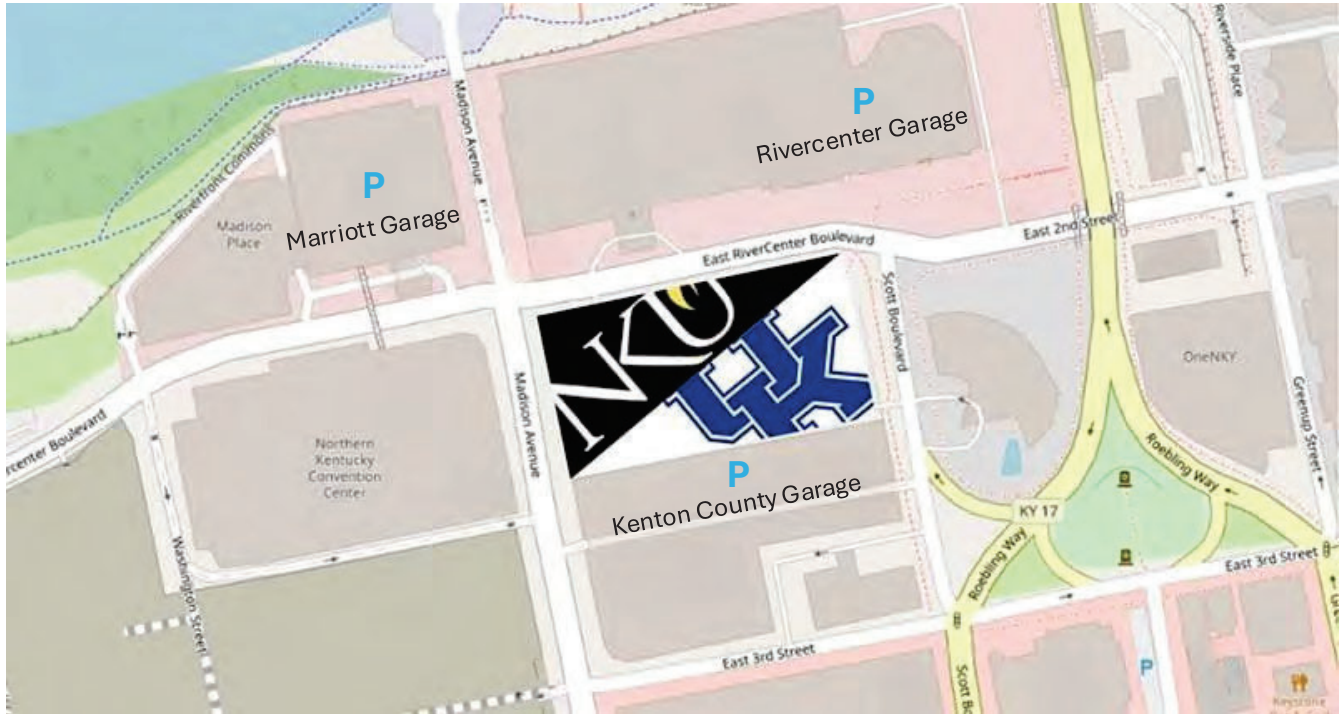 Riverside Place
P
Rivercenter Garage
Madison Avenue
Riverfront Commons
P
Marriott Garage
Madison
Place
East RiverCenter Boulevard
East 2nd Street
NKU
UK
Scott Boulevard
OneNKY
Greenup Street
Madison Avenue
rcenter Boulevard
Northern
Kentucky
Convention
Center
P
Kenton County Garage
Roebling Way
KY 17
Roebling Way
Washington Street
East 3rd Street
East 3rd Street
P
Scott Bo
Keystone